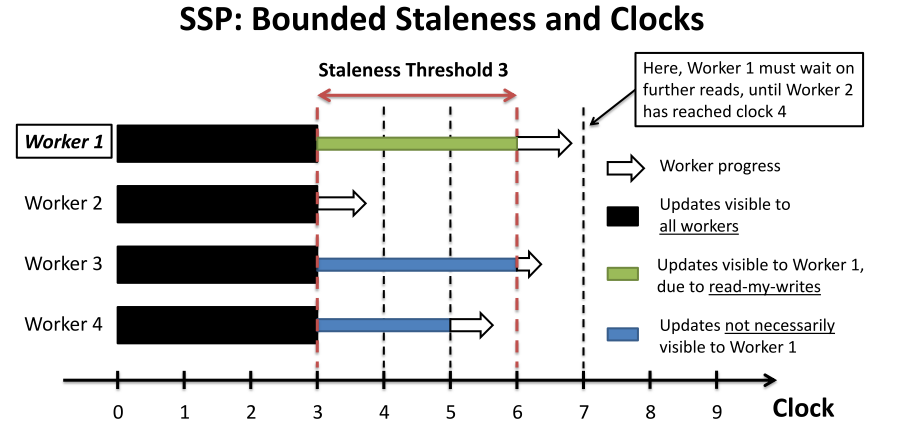 SSP: Bounded Staleness and Clocks
Staleness Threshold 3
Here, Worker 1 must wait on
further reads, until Worker 2
has reached clock 4
Worker 1
Worker 2
Worker 3
Worker 4
Worker progress
Updates visible to
all workers
Updates visible to Worker 1,
due to read-my-writes
Updates not necessarily
visible to Worker 1
0 1 2 3 4 5 6 7 8 9
Clock